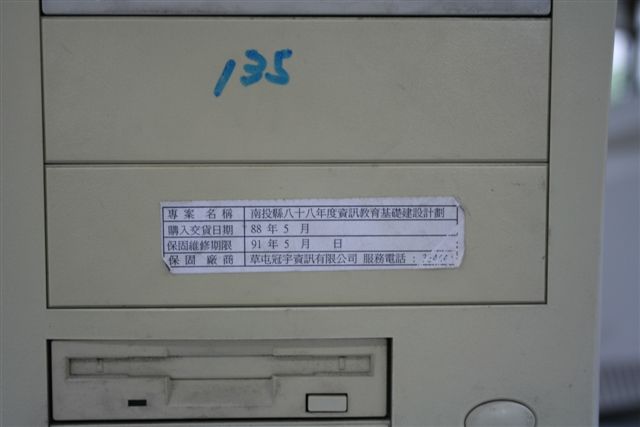 135
專案名稱 南投縣八十八年度資訊教育基礎建設計劃
購入交貨日期 88 年 5 月
保固維修期限 91 年 5 月 日
保固廠商 草屯冠宇資訊有限公司 服務電話：